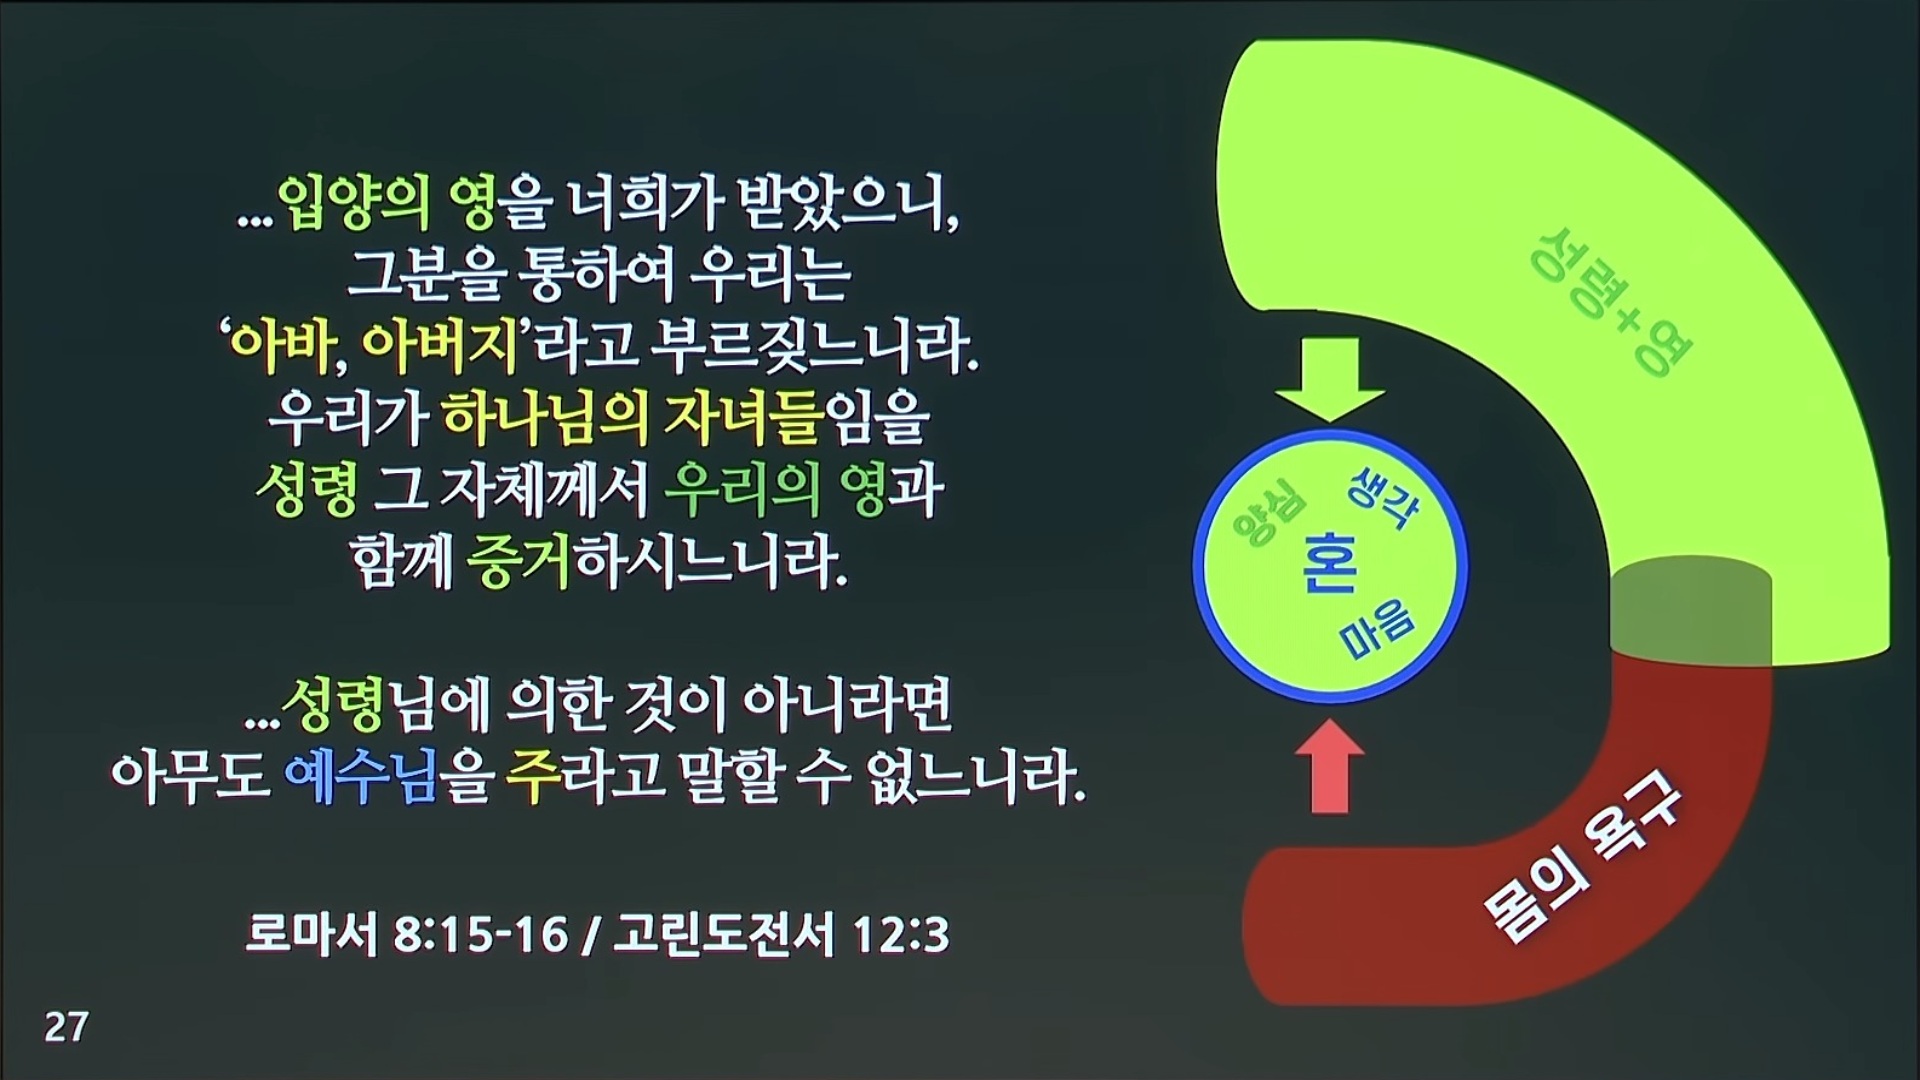 ...입양의 영을 너희가 받았으니,
그분을 통하여 우리는
‘아바, 아버지’라고 부르짖느니라.
우리가 하나님의 자녀들임을
성령 그 자체께서 우리의 영과
함께 증거하시느니라.
...성령님에 의한 것이 아니라면
아무도 예수님을 주라고 말할 수 없느니라.
로마서 8:15-16 / 고린도전서 12:3
27
성령+영
양심
생각
혼
마음
몸의 욕구